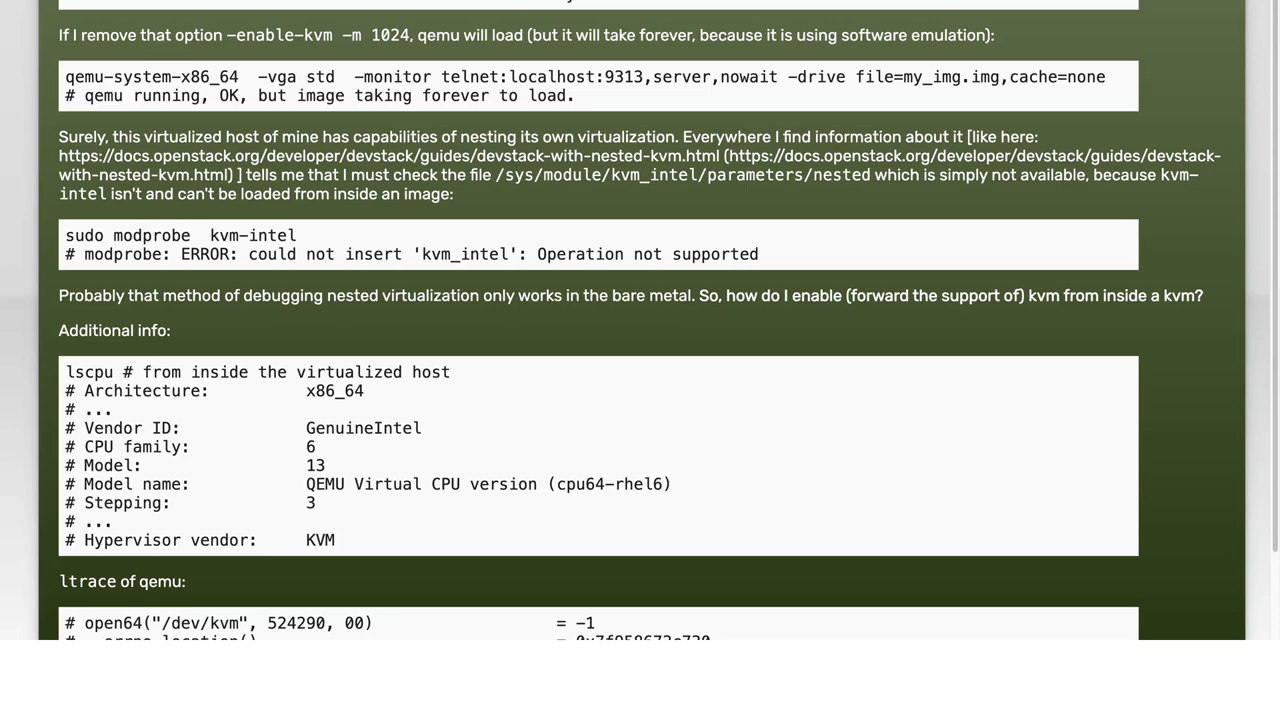 If I remove that option –enable-kvm -m 1024, qemu will load (but it will take forever, because it is using software emulation):
qemu-system-x86_64  -vga std  -monitor telnet:localhost:9313,server,nowait -drive file=my_img.img,cache=none
# qemu running, OK, but image taking forever to load.
Surely, this virtualized host of mine has capabilities of nesting its own virtualization. Everywhere I find information about it [like here:
https://docs.openstack.org/developer/devstack/guides/devstack-with-nested-kvm.html (https://docs.openstack.org/developer/devstack/guides/devstack-
with-nested-kvm.html) ] tells me that I must check the file /sys/module/kvm_intel/parameters/nested which is simply not available, because kvm-
intel isn't and can't be loaded from inside an image:
sudo modprobe  kvm-intel
# modprobe: ERROR: could not insert 'kvm_intel': Operation not supported
Probably that method of debugging nested virtualization only works in the bare metal. So, how do I enable (forward the support of) kvm from inside a kvm?
Additional info:
lscpu # from inside the virtualized host
# Architecture:          x86_64
# ...
# Vendor ID:             GenuineIntel
# CPU family:            6
# Model:                 13
# Model name:            QEMU Virtual CPU version (cpu64-rhel6)
# Stepping:              3
# ...
# Hypervisor vendor:     KVM
ltrace of qemu:
# open64("/dev/kvm", 524290, 00)                   = -1